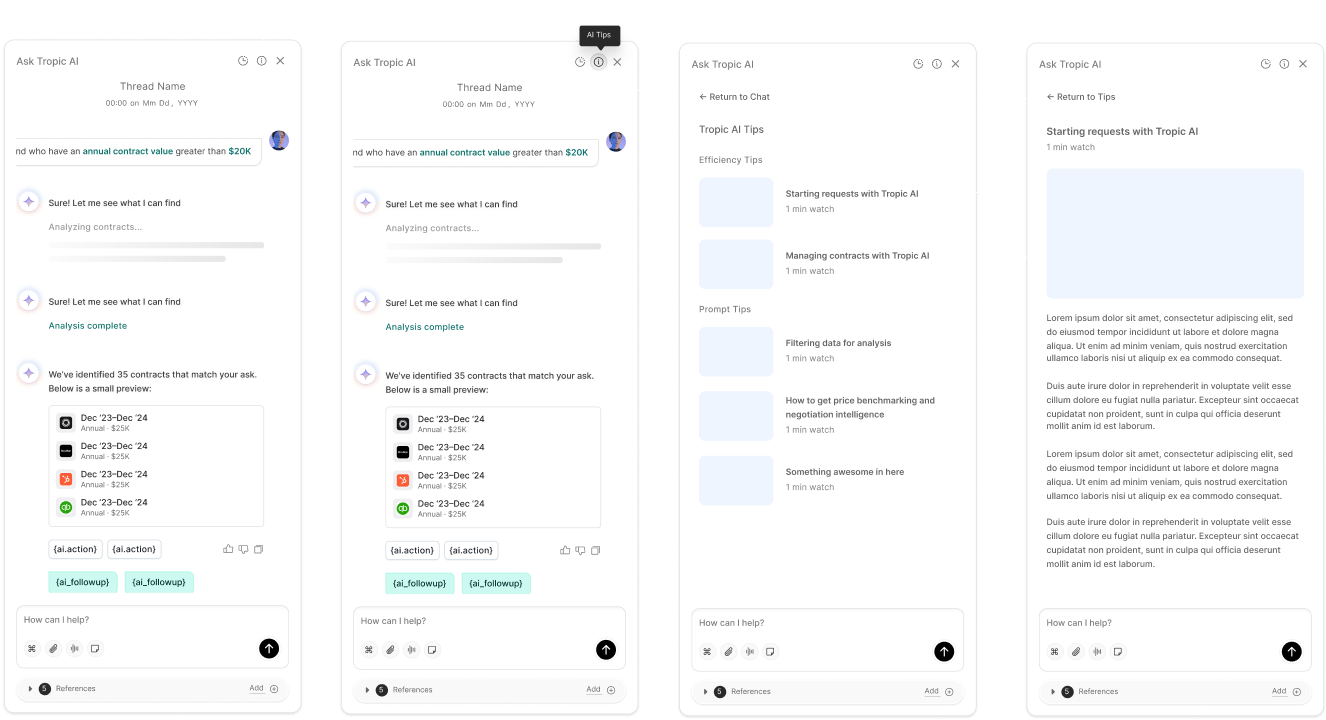 Ask Tropic AI
Thread Name
00:00 on Mm Dd, YYYY
nd who have an annual contract value greater than $20K
Sure! Let me see what I can find
Analyzing contracts...
Sure! Let me see what I can find
Analysis complete
We've identified 35 contracts that match your ask.
Below is a small preview:
Dec '23–Dec '24
Annual · $25K
Dec '23–Dec '24
Annual · $25K
Dec '23–Dec '24
Annual · $25K
Dec '23–Dec '24
Annual · $25K
{ai.action} {ai.action}
{ai_followup} {ai_followup}
How can I help?
5 References Add
AI Tips
Ask Tropic AI
Thread Name
00:00 on Mm Dd, YYYY
nd who have an annual contract value greater than $20K
Sure! Let me see what I can find
Analyzing contracts...
Sure! Let me see what I can find
Analysis complete
We've identified 35 contracts that match your ask.
Below is a small preview:
Dec '23–Dec '24
Annual · $25K
Dec '23–Dec '24
Annual · $25K
Dec '23–Dec '24
Annual · $25K
Dec '23–Dec '24
Annual · $25K
{ai.action} {ai.action}
{ai_followup} {ai_followup}
How can I help?
5 References Add
Ask Tropic AI
← Return to Chat
Tropic AI Tips
Efficiency Tips
Starting requests with Tropic AI
1 min watch
Managing contracts with Tropic AI
1 min watch
Prompt Tips
Filtering data for analysis
1 min watch
How to get price benchmarking and
negotiation intelligence
1 min watch
Something awesome in here
1 min watch
How can I help?
5 References Add
Ask Tropic AI
← Return to Tips
Starting requests with Tropic AI
1 min watch
Lorem ipsum dolor sit amet, consectetur adipiscing elit, sed
do eiusmod tempor incididunt ut labore et dolore magna
aliqua. Ut enim ad minim veniam, quis nostrud exercitation
ullamco laboris nisi ut aliquip ex ea commodo consequat.
Duis aute irure dolor in reprehenderit in voluptate velit esse
cillum dolore eu fugiat nulla pariatur. Excepteur sint occaecat
cupidatat non proident, sunt in culpa qui officia deserunt
mollit anim id est laborum.
Lorem ipsum dolor sit amet, consectetur adipiscing elit, sed
do eiusmod tempor incididunt ut labore et dolore magna
aliqua. Ut enim ad minim veniam, quis nostrud exercitation
ullamco laboris nisi ut aliquip ex ea commodo consequat.
Duis aute irure dolor in reprehenderit in voluptate velit esse
cillum dolore eu fugiat nulla pariatur. Excepteur sint occaecat
cupidatat non proident, sunt in culpa qui officia deserunt
mollit anim id est laborum.
How can I help?
5 References Add